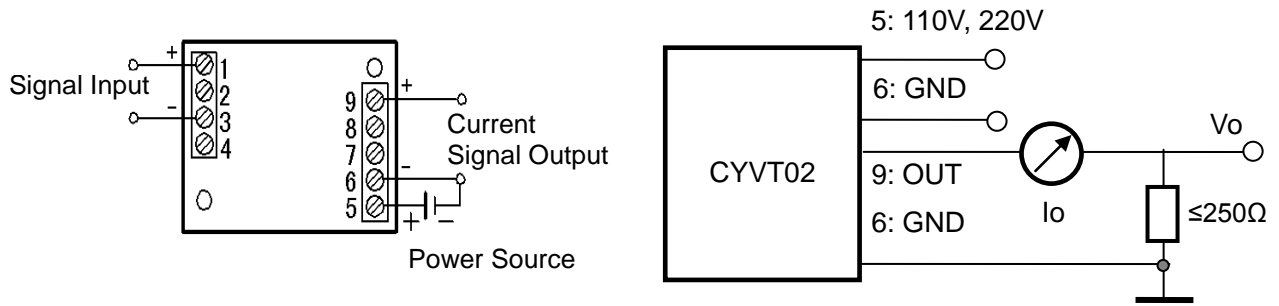 Signal Input
+
-
1
2
3
4
9
8
7
6
5
+
-
Current
Signal Output
+
-
Power Source
CYVT02
5: 110V, 220V
6: GND
9: OUT
6: GND
Io
Vo
≤250Ω